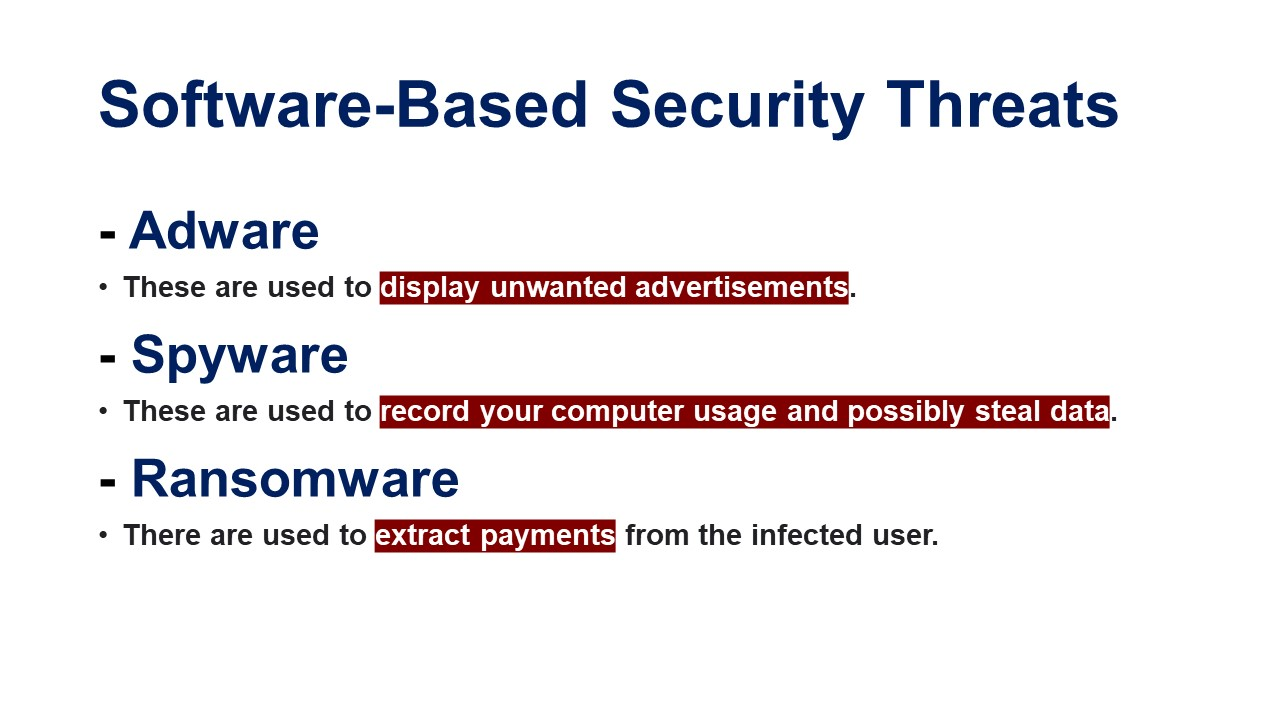 Software-Based Security Threats
- Adware
• These are used to display unwanted advertisements.
- Spyware
• These are used to record your computer usage and possibly steal data.
- Ransomware
• There are used to extract payments from the infected user.